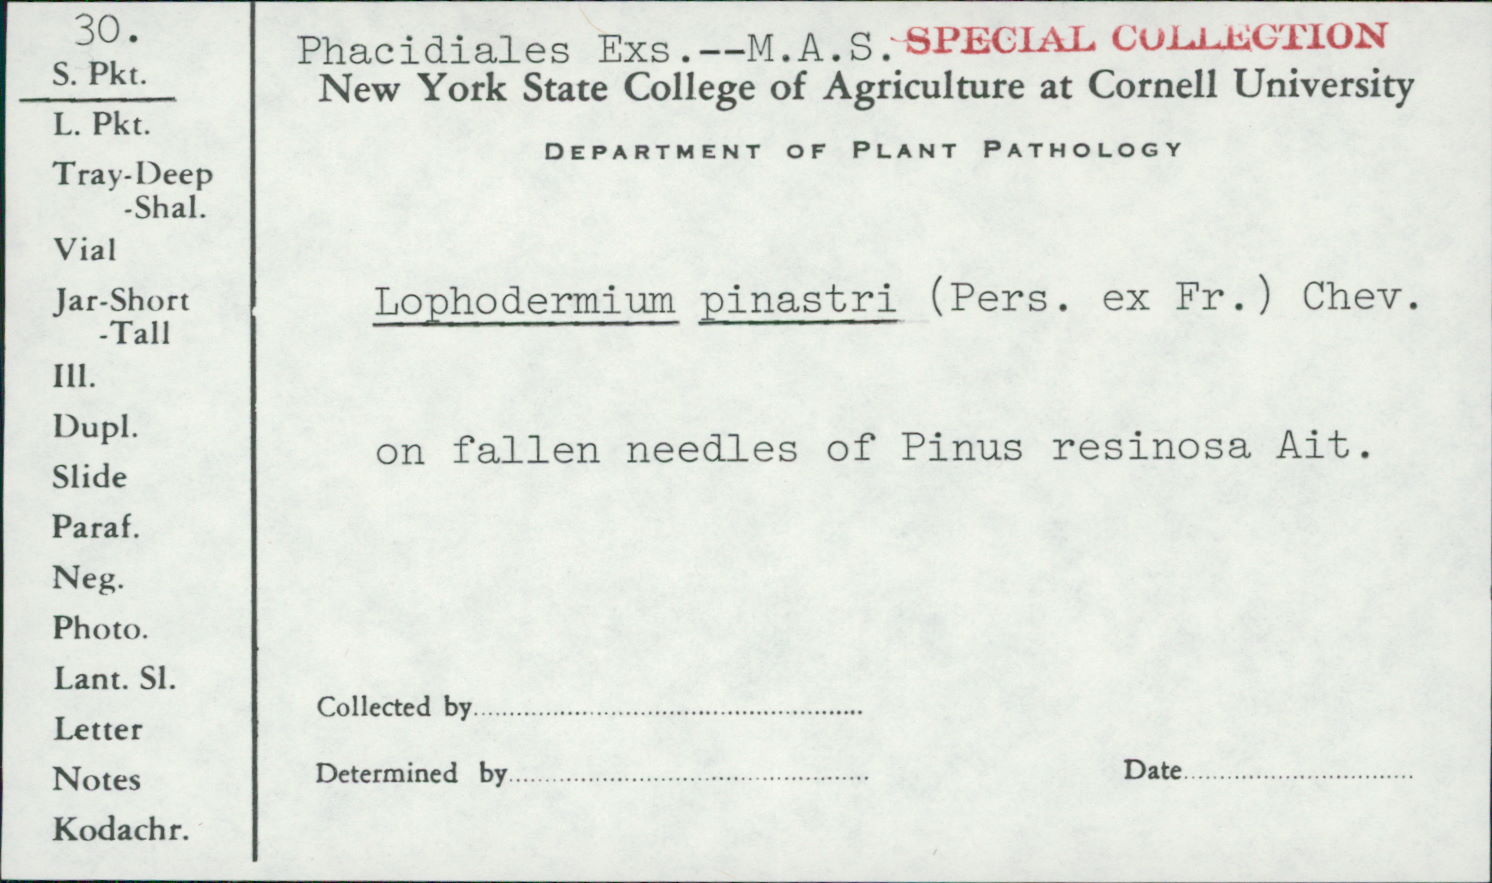 30.
S. Pkt.
L. Pkt.
Tray-Deep
-Shal.
Vial
Jar-Short
-Tall
Ill.
Dupl.
Slide
Paraf.
Neg.
Photo.
Lant. Sl.
Letter
Notes
Kodachr.
Phacidiales Exs.--M.A.S. SPECIAL COLLECTION
New York State College of Agriculture at Cornell University
DEPARTMENT OF PLANT PATHOLOGY
Lophodermium pinastri (Pers. ex Fr.) Chev.
on fallen needles of Pinus resinosa Ait.
Collected by
Determined by
Date